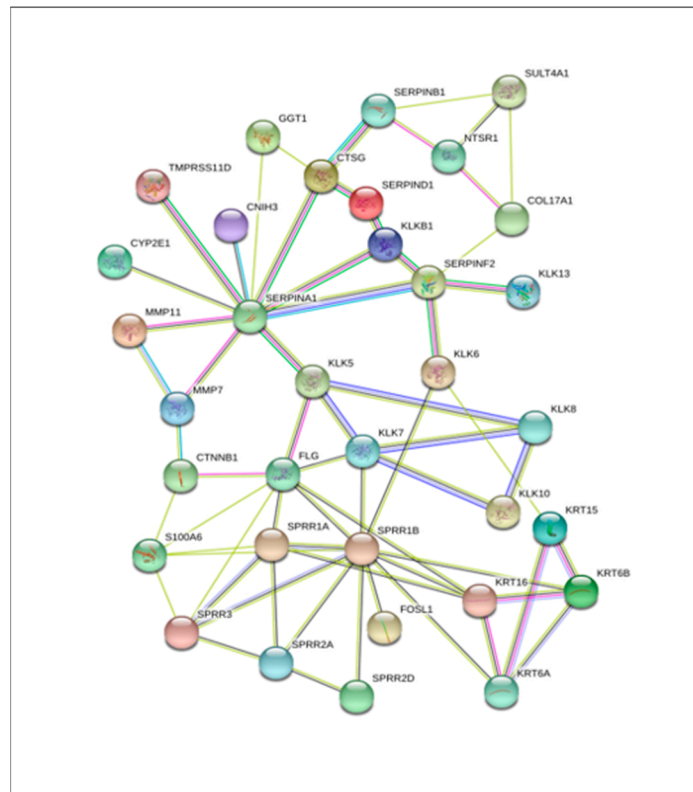 SULT4A1
SERPINB1
GGT1
NTSR1
CTSG
TMPRSS11D
SERPIND1
COL17A1
CNIH3
KLKB1
CYP2E1
SERPINF2
KLK13
SERPINA1
MMP11
KLK6
KLK5
MMP7
KLK8
KLK7
CTNNB1
FLG
KLK10
KRT15
SPRR1A
SPRR1B
S100A6
KRT6B
KRT16
FOSL1
SPRR3
SPRR2A
KRT6A
SPRR2D